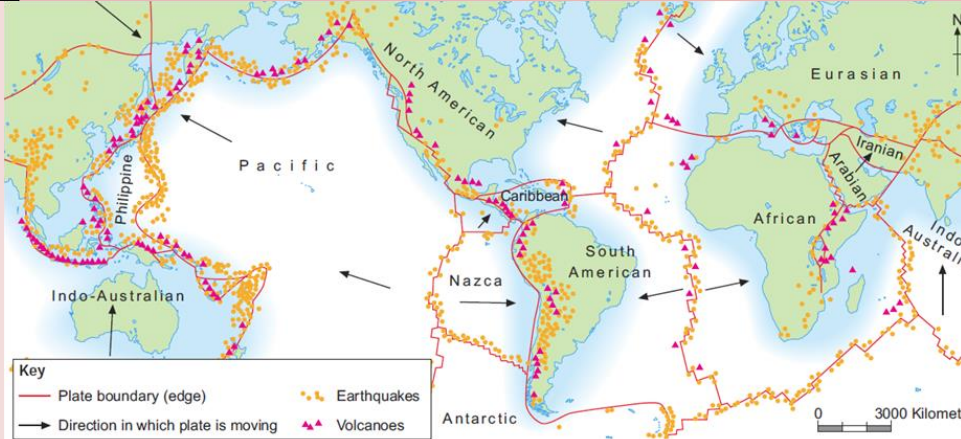 N
Eurasian
North American
Iranian
Arabian
Pacific
Philippine
Caribbean
African
Indo
Australi
South
American
Nazca
Indo-Australian
Key
Plate boundary (edge)
Earthquakes
Direction in which plate is moving
Volcanoes
Antarctic
0 3000 Kilomet